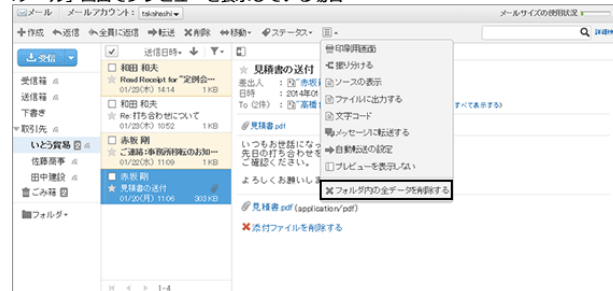 メール メールアカウント: takahashi メールサイズの使用状況
作成 返信 全員に返信 転送 削除 移動 ステータス
上受信
受信箱
送信箱
下書き
取引先
いとう貿易 2
佐藤商事
田中建設
ごみ箱 2
フォルダ
送信日時
和田 和夫
Read Receipt for "定例会…
01/29(水) 14:14 1 KB
和田 和夫
Re: 打ち合わせについて
01/29(水) 10:52 1 KB
赤坂 剛
ご連絡:事務所移転のお知…
01/22(水) 11:09 1 KB
赤坂 剛
見積書の送付
01/20(月) 11:06 303 KB
1-4
見積書の送付
差出人 : "赤坂
日時 : 2014年01
To (2件) : "高橋
すべて表示する)
見積書.pdf
いつもお世話になっ
先日の打ち合わせを
ご確認ください。
よろしくお願いしま
見積書.pdf (application/pdf)
添付ファイルを削除する
印刷用画面
振り分ける
ソースの表示
ファイルに出力する
文字コード
メッセージに転送する
自動転送の設定
プレビューを表示しない
フォルダ内の全データを削除する